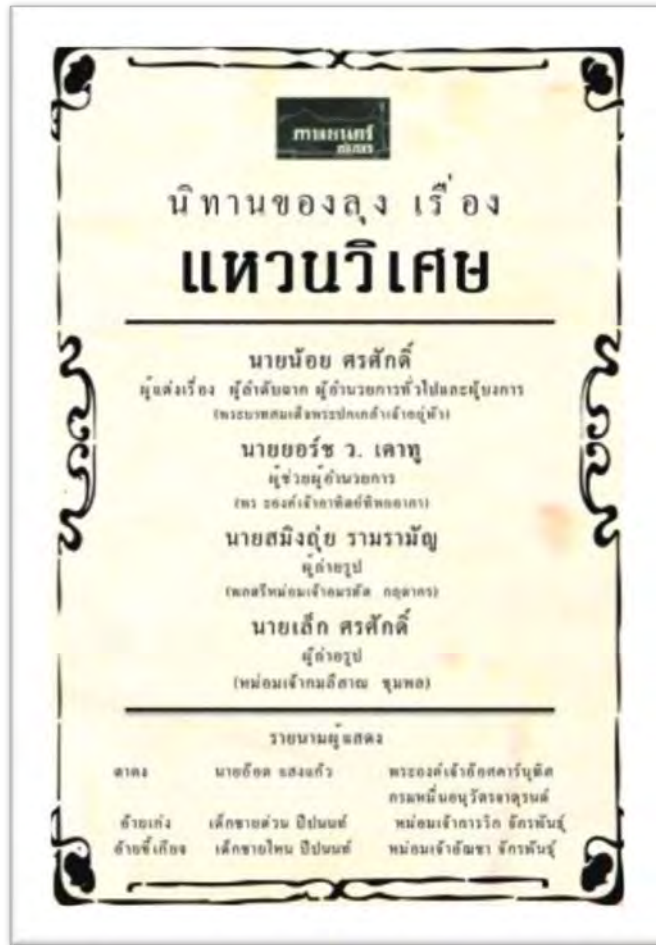 ภาพยนตร์
นิทานของลุง เรื่อง
แหวนวิเศษ
นายน้อย ศรศักดิ์
ผู้แต่งเรื่อง ผู้ลำดับฉาก ผู้อำนวยการทั่วไปและผู้บงการ
(พระบาทสมเด็จพระปกเกล้าเจ้าอยู่หัว)
นายยอร์ช ว. เคาทู
ผู้ช่วยผู้อำนวยการ
(พร ะองค์เจ้าอาทิตย์ทิพอาภา)
นายสมิงถุ่ย รามรามัญ
ผู้ถ่ายรูป
(พลตรีหม่อมเจ้าอมรทัต กฤดากร)
นายเล็ก ศรศักดิ์
ผู้ถ่ายรูป
(หม่อมเจ้ากมลีสาณ ชุมพล)
รายนามผู้แสดง
ตาคง นายอ๊อด แสงแก้ว พระองค์เจ้าอ๊อศคาร์นุทิศ
กรมหมื่นอนุวัตรจาตุรนต์
อ้ายเก่ง เด็กชายต่วน ปีปนนท์ หม่อมเจ้าการวิก จักรพันธุ์
อ้ายขี้เกียจ เด็กชายไหน ปีปนนท์ หม่อมเจ้าอัฌชา จักรพันธุ์